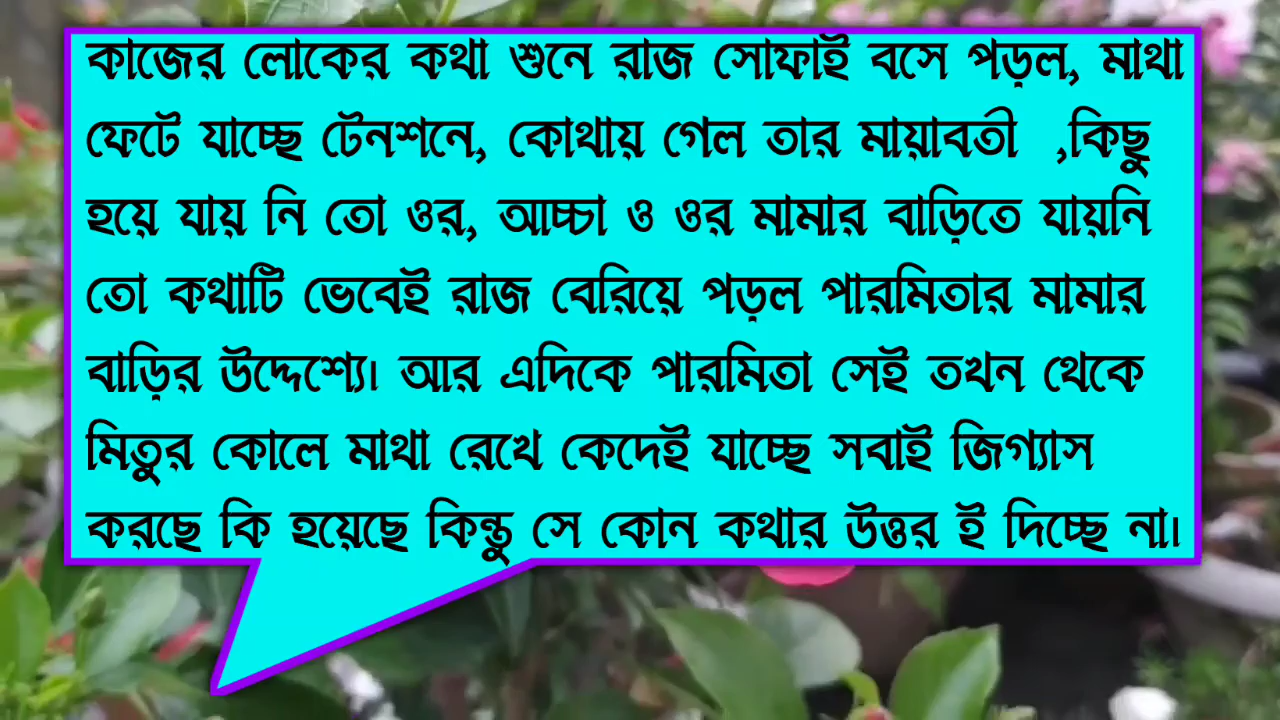 কাজের লোকের কথা শুনে রাজ সোফাই বসে পড়ল, মাথা
ফেটে যাচ্ছে টেনশনে, কোথায় গেল তার মায়াবতী  ,কিছু
হয়ে যায় নি তো ওর, আচ্চা ও ওর মামার বাড়িতে যায়নি
তো কথাটি ভেবেই রাজ বেরিয়ে পড়ল পারমিতার মামার
বাড়ির উদ্দেশ্যে। আর এদিকে পারমিতা সেই তখন থেকে
মিতুর কোলে মাথা রেখে কেদেই যাচ্ছে সবাই জিগ্যাস
করছে কি হয়েছে কিন্তু সে কোন কথার উত্তর ই দিচ্ছে না।